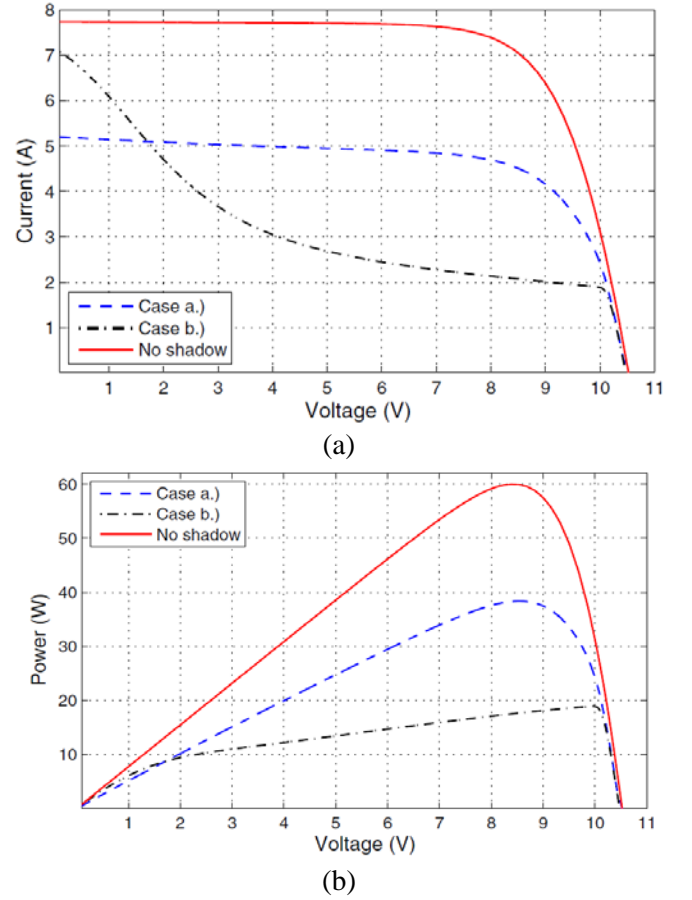 8
7
6
5
4
3
2
1
Current (A)
Case a.)
Case b.)
No shadow
1 2 3 4 5 6 7 8 9 10 11
Voltage (V)
(a)
60
50
40
30
20
10
Power (W)
Case a.)
Case b.)
No shadow
1 2 3 4 5 6 7 8 9 10 11
Voltage (V)
(b)